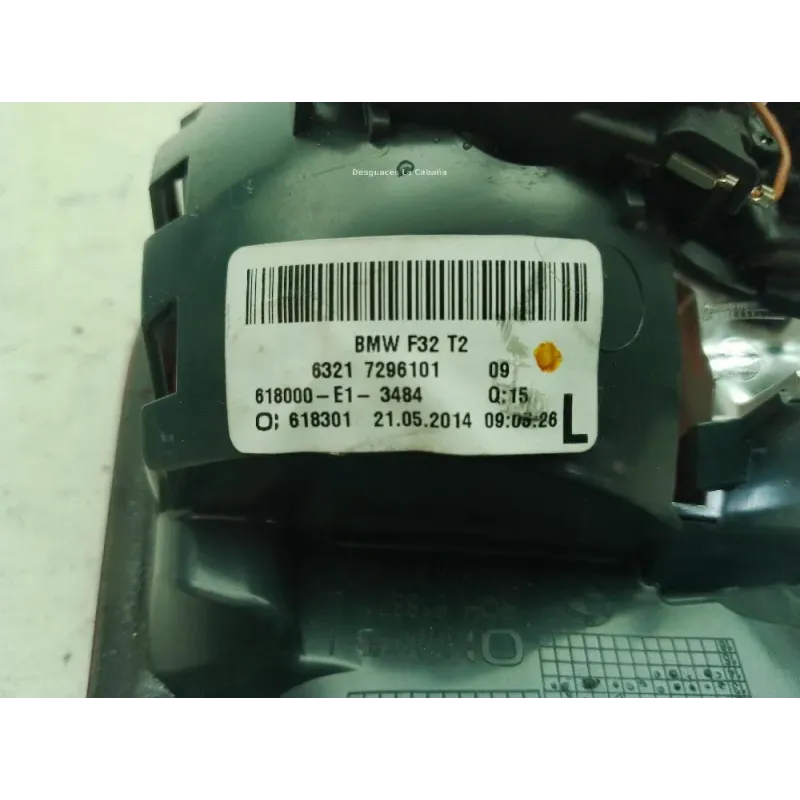 Desguaces La Cabaña
BMW F32 T2
6321 7296101 09
618000-E1- 3484 Q:15
O; 618301 21.05.2014 09:06:26
L